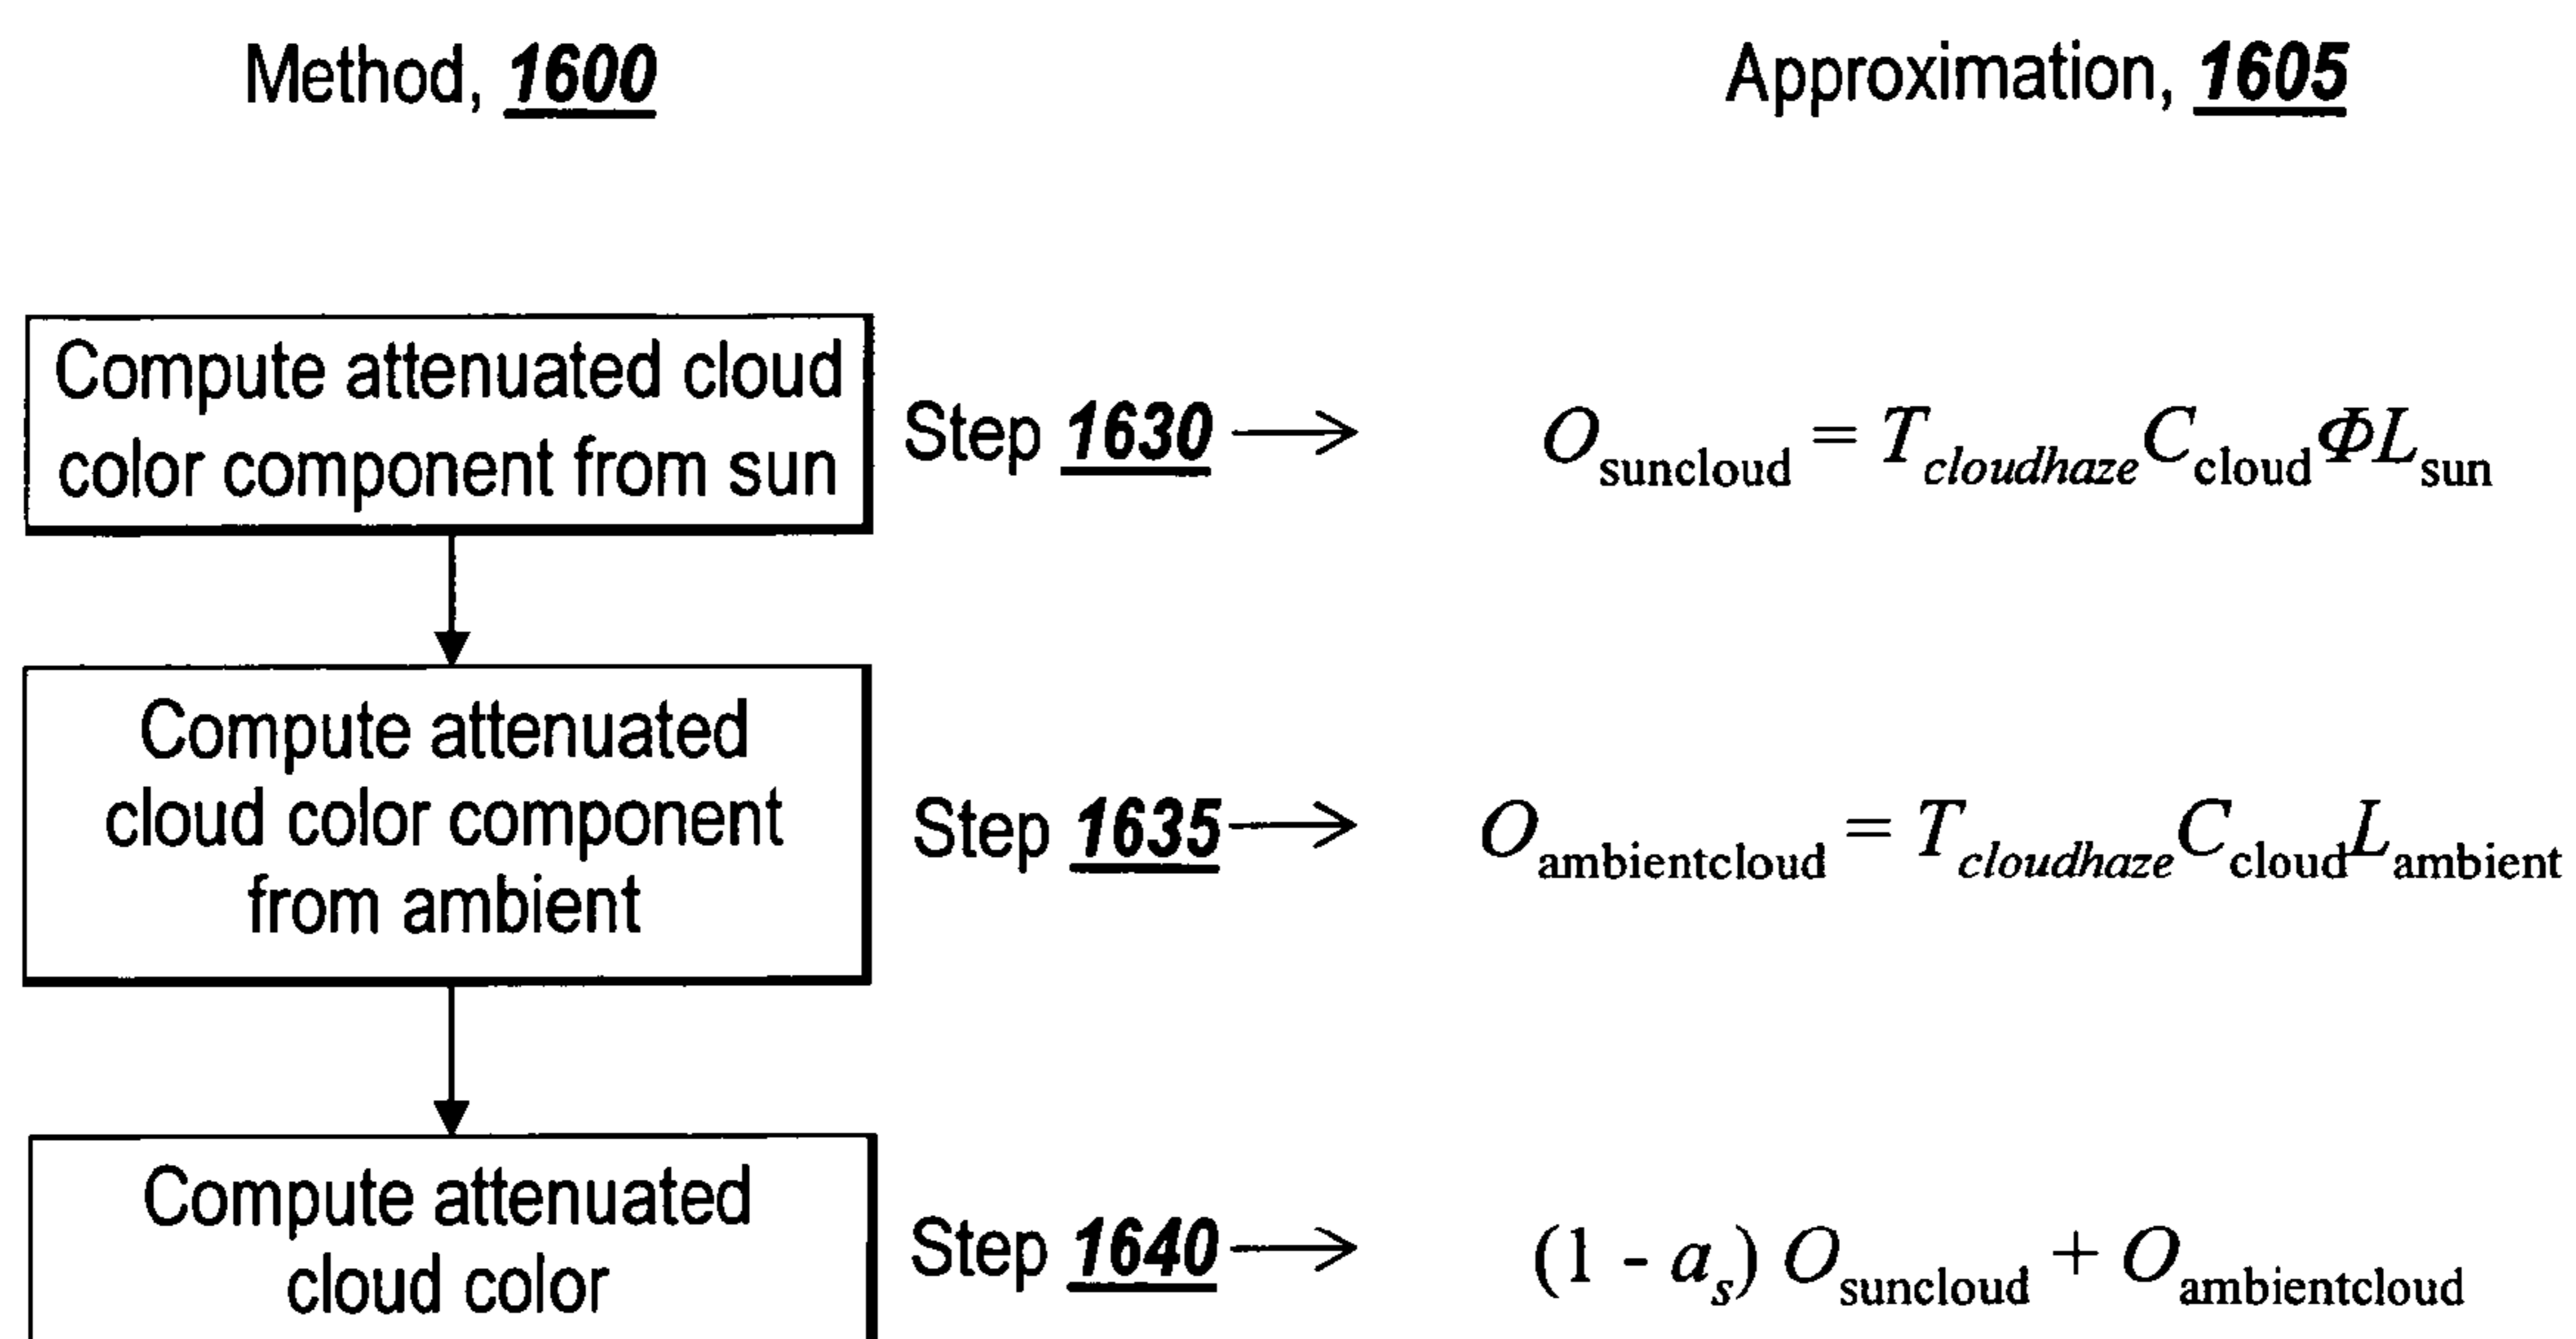 Method, 1600
Approximation, 1605
Compute attenuated cloud
color component from sun
Step 1630 → O_suncloud = T_cloudhaze C_cloud Φ L_sun
Compute attenuated
cloud color component
from ambient
Step 1635 → O_ambientcloud = T_cloudhaze C_cloud L_ambient
Compute attenuated
cloud color
Step 1640 → (1 - a_s) O_suncloud + O_ambientcloud